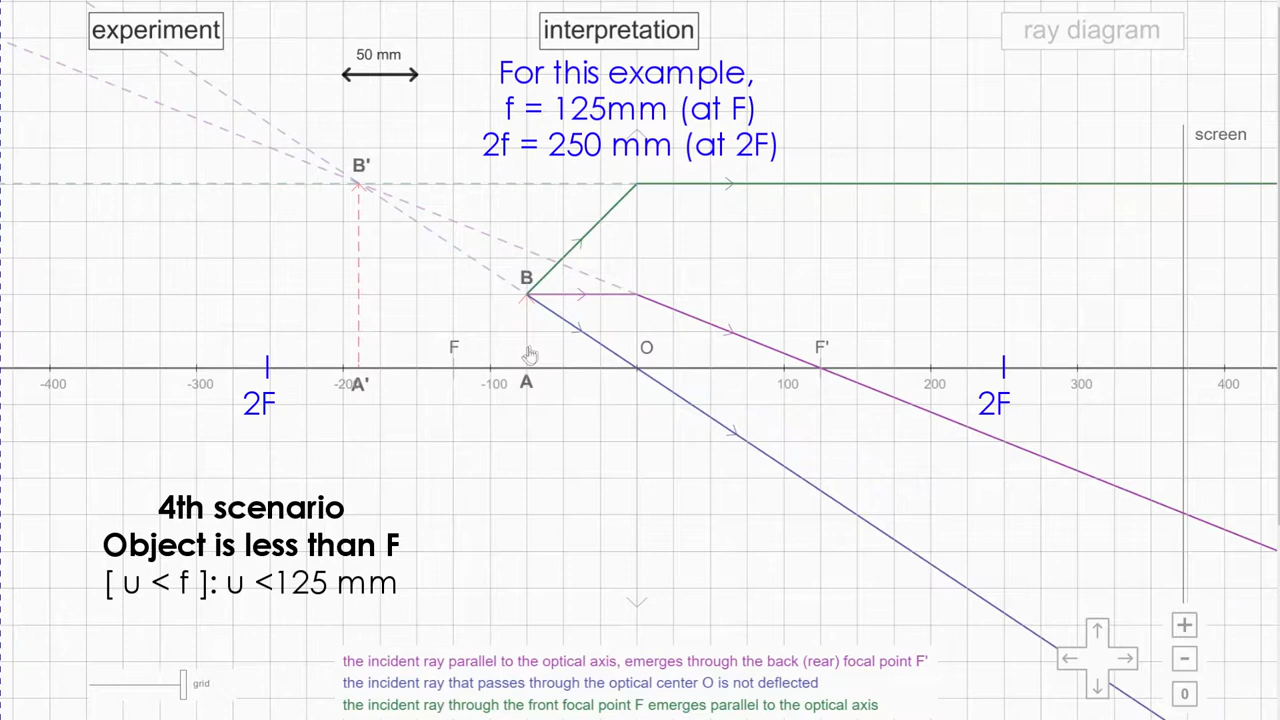 experiment
interpretation
ray diagram
50 mm
For this example,
f = 125mm (at F)
2f = 250 mm (at 2F)
screen
B'
B
F
O
F'
-400
-300
-200
A'
-100
A
100
200
300
400
2F
2F
4th scenario
Object is less than F
[ u < f ]: u <125 mm
the incident ray parallel to the optical axis, emerges through the back (rear) focal point F'
the incident ray that passes through the optical center O is not deflected
the incident ray through the front focal point F emerges parallel to the optical axis
grid
+
-
0